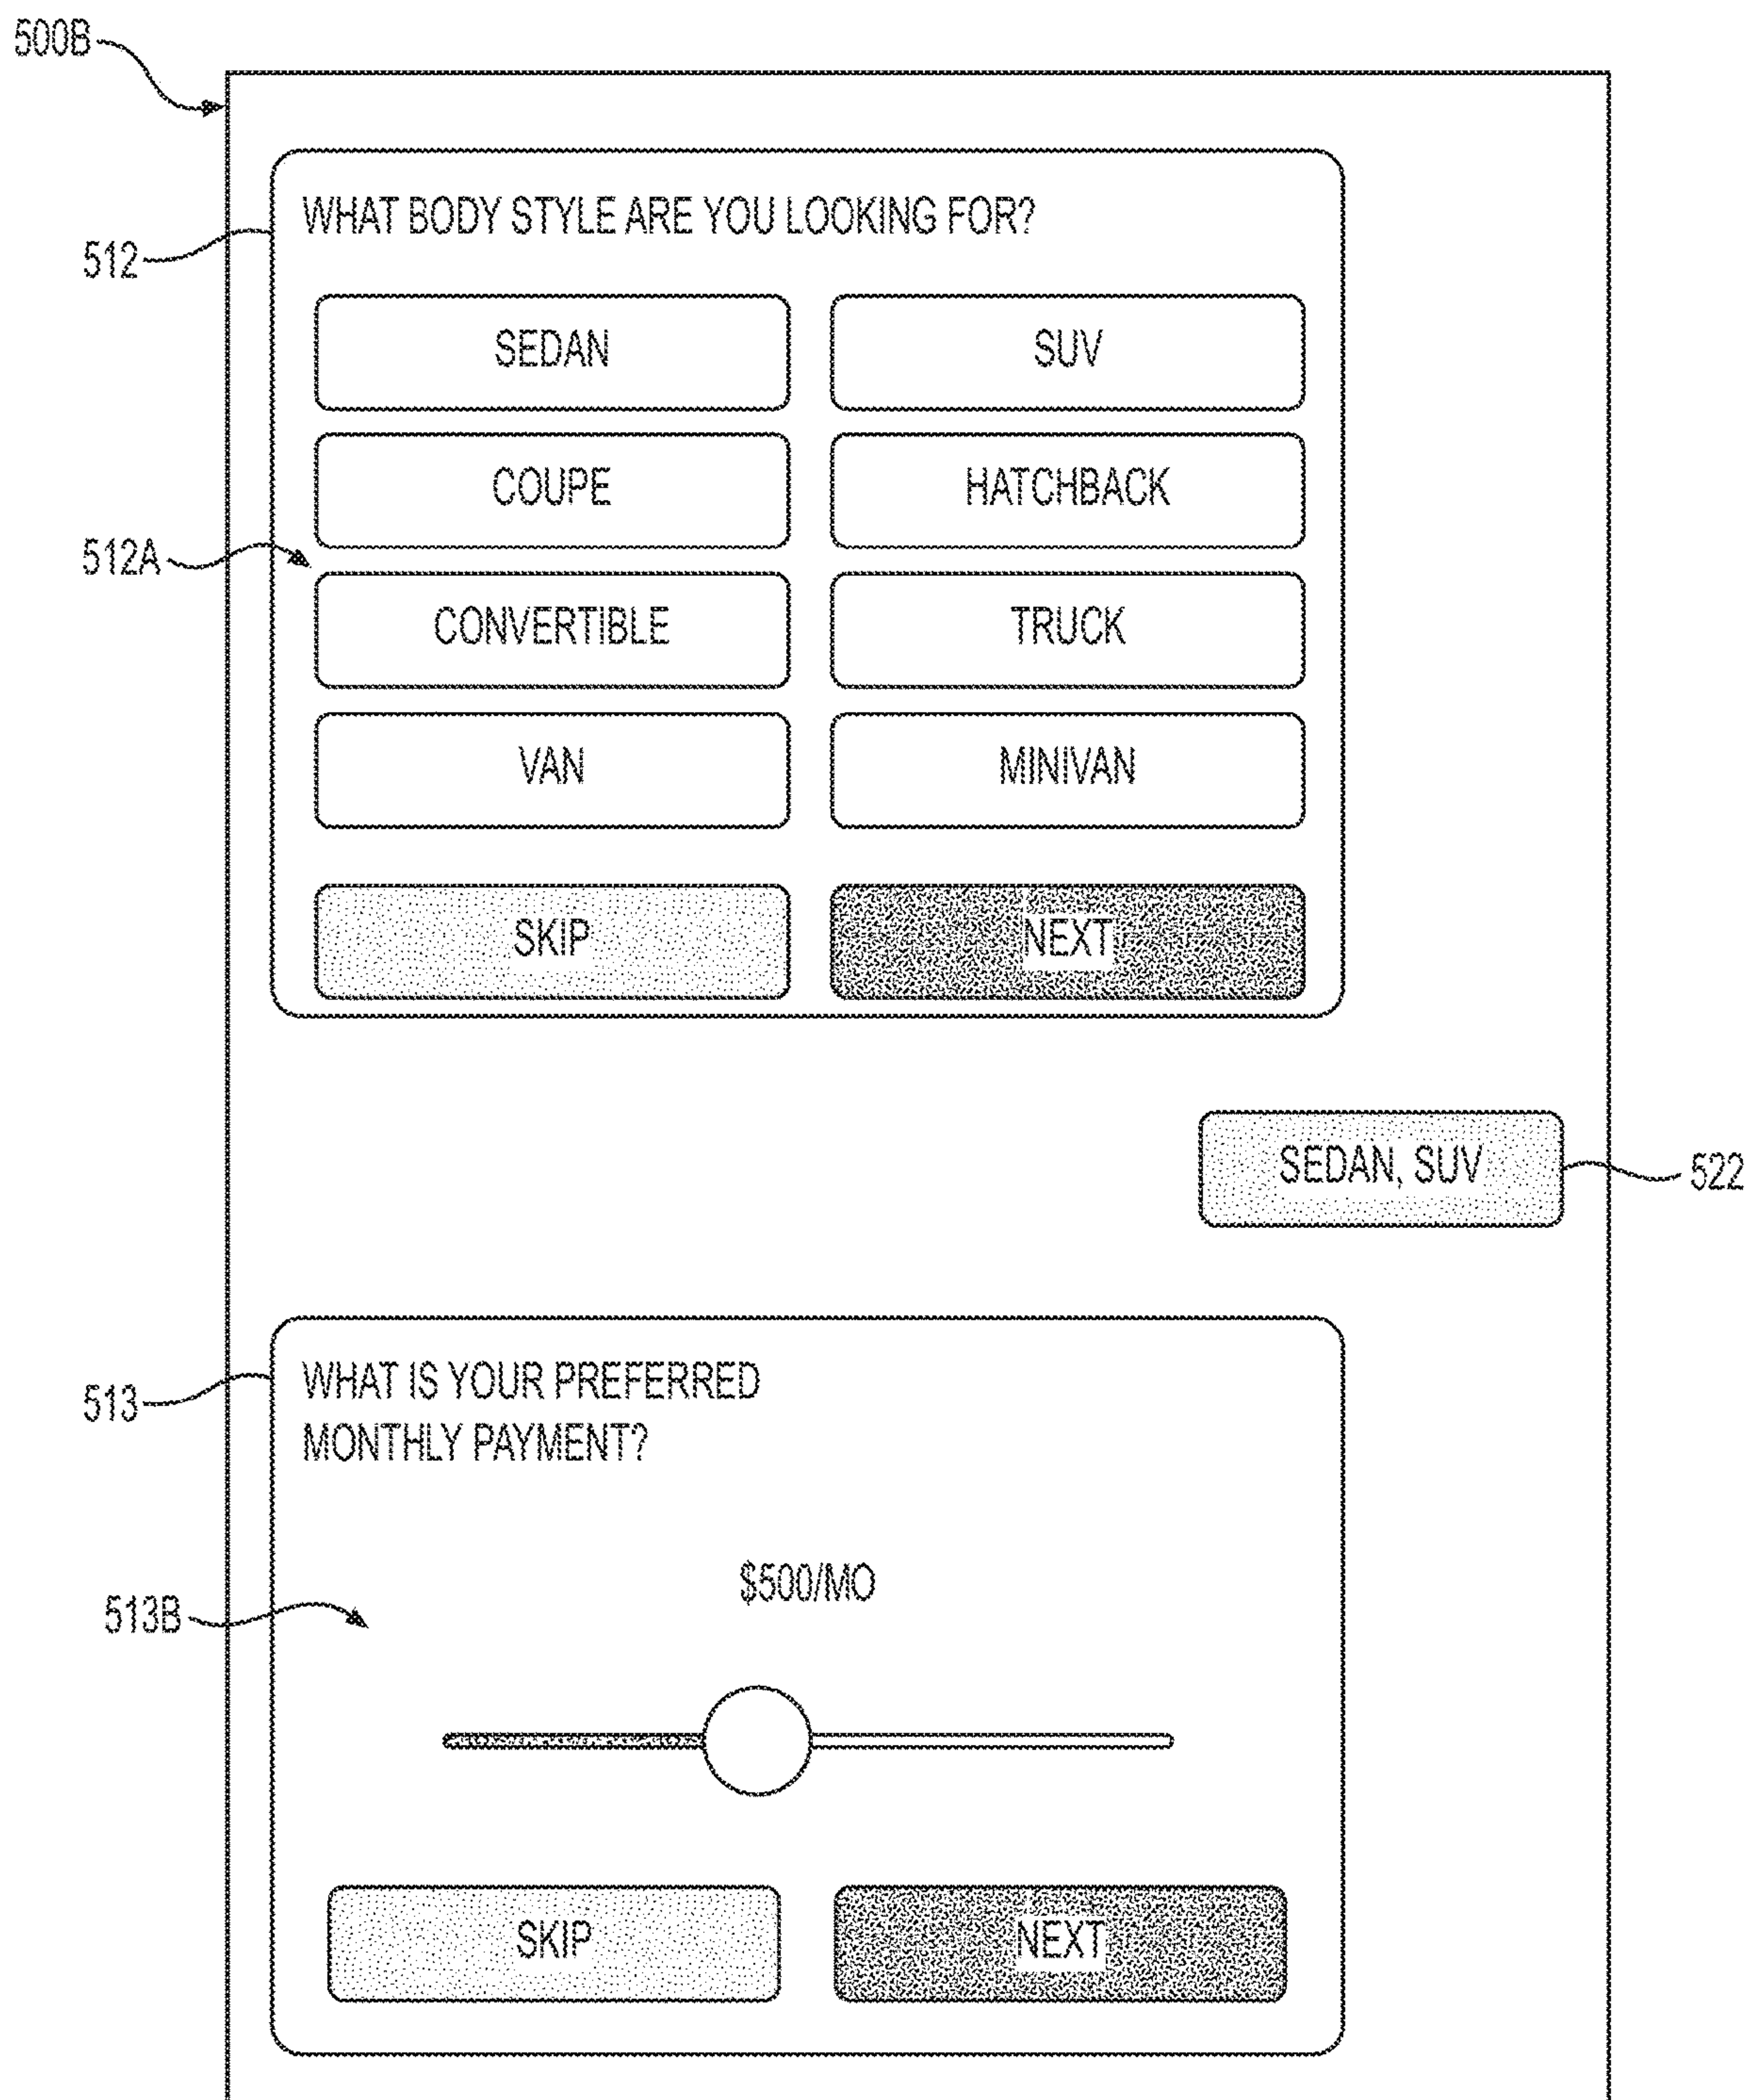 500B
WHAT BODY STYLE ARE YOU LOOKING FOR?
512
SEDAN
SUV
COUPE
HATCHBACK
512A
CONVERTIBLE
TRUCK
VAN
MINIVAN
SKIP
NEXT
SEDAN, SUV
522
WHAT IS YOUR PREFERRED
MONTHLY PAYMENT?
513
$500/MO
513B
SKIP
NEXT